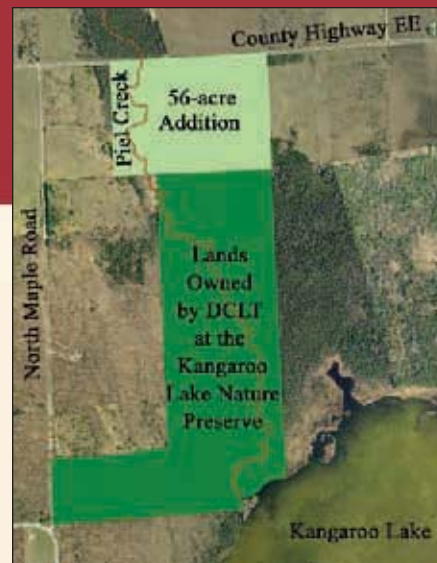 County Highway EE
Piel Creek
56-acre
Addition
North Maple Road
Lands
Owned
by DCLT
at the
Kangaroo
Lake Nature
Preserve
Kangaroo Lake